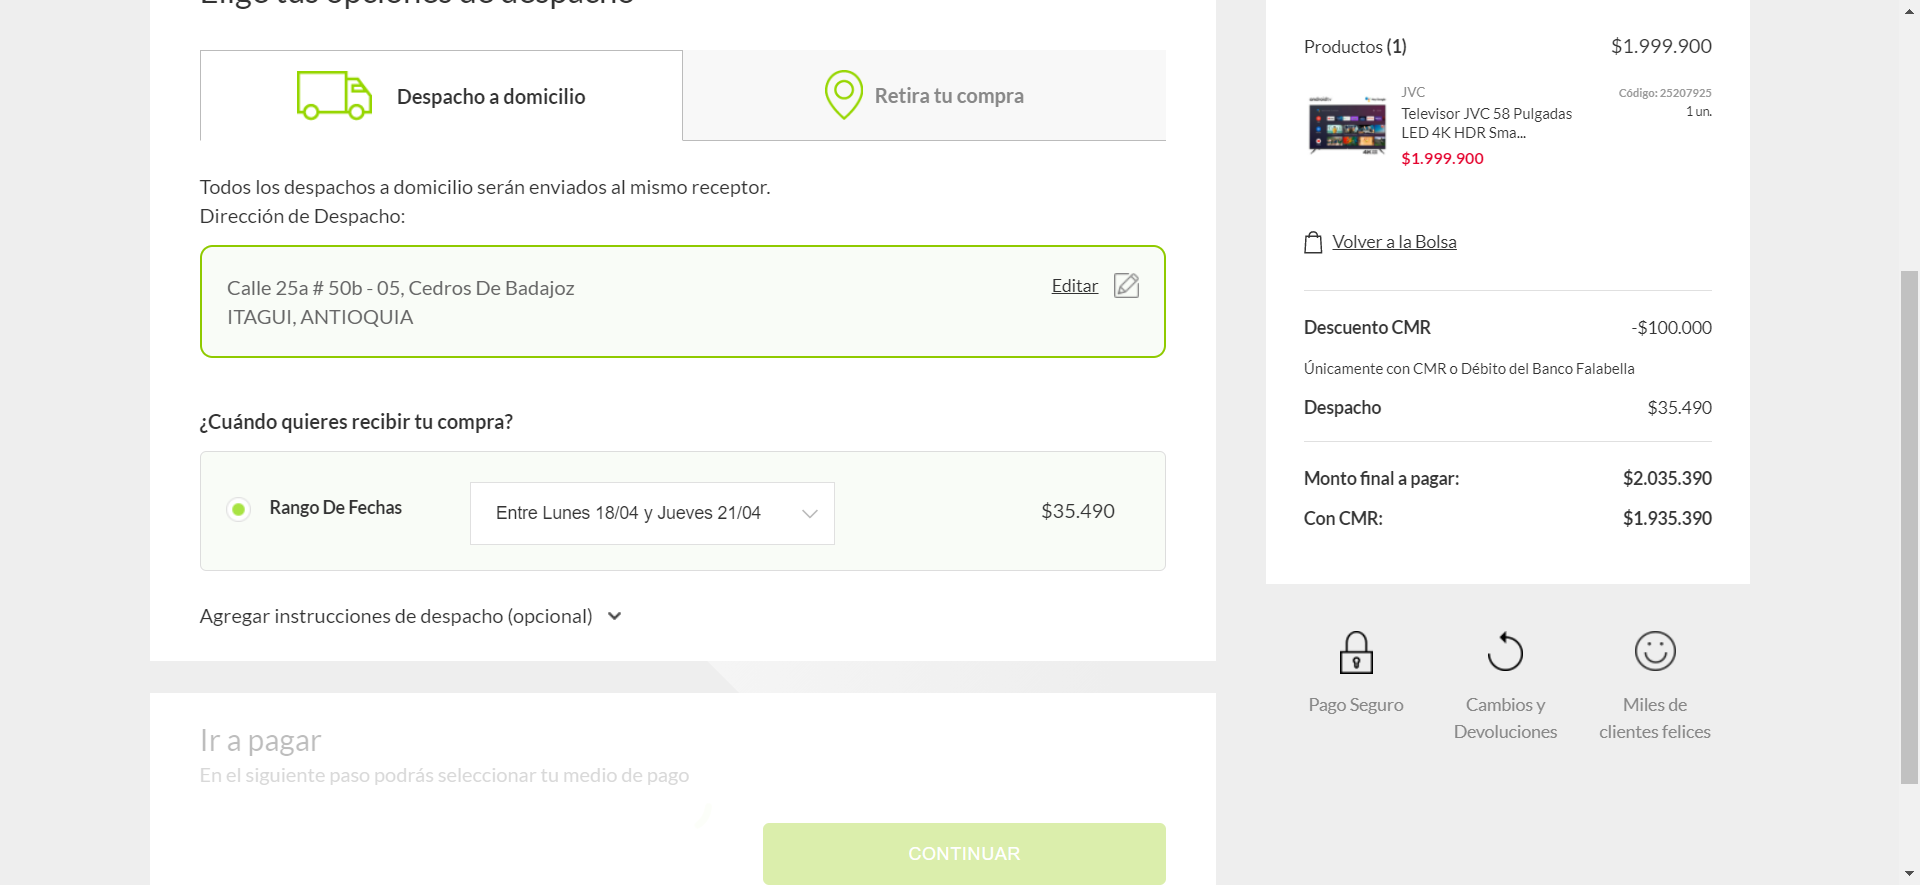 Elige tus opciones de despacho
Despacho a domicilio
Retira tu compra
Todos los despachos a domicilio serán enviados al mismo receptor.
Dirección de Despacho:
Calle 25a # 50b - 05, Cedros De Badajoz
ITAGUI, ANTIOQUIA
Editar
¿Cuándo quieres recibir tu compra?
Rango De Fechas
Entre Lunes 18/04 y Jueves 21/04
$35.490
Agregar instrucciones de despacho (opcional)
Ir a pagar
En el siguiente paso podrás seleccionar tu medio de pago
CONTINUAR
Productos (1) $1.999.900
JVC
Código: 25207925
Televisor JVC 58 Pulgadas
1 un.
LED 4K HDR Sma...
$1.999.900
Volver a la Bolsa
Descuento CMR -$100.000
Únicamente con CMR o Débito del Banco Falabella
Despacho $35.490
Monto final a pagar: $2.035.390
Con CMR: $1.935.390
Pago Seguro
Cambios y
Devoluciones
Miles de
clientes felices